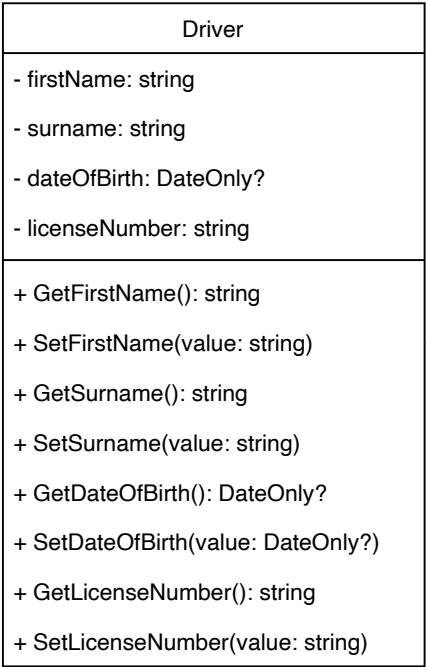 Driver
- firstName: string
- surname: string
- dateOfBirth: DateOnly?
- licenseNumber: string
+ GetFirstName(): string
+ SetFirstName(value: string)
+ GetSurname(): string
+ SetSurname(value: string)
+ GetDateOfBirth(): DateOnly?
+ SetDateOfBirth(value: DateOnly?)
+ GetLicenseNumber(): string
+ SetLicenseNumber(value: string)